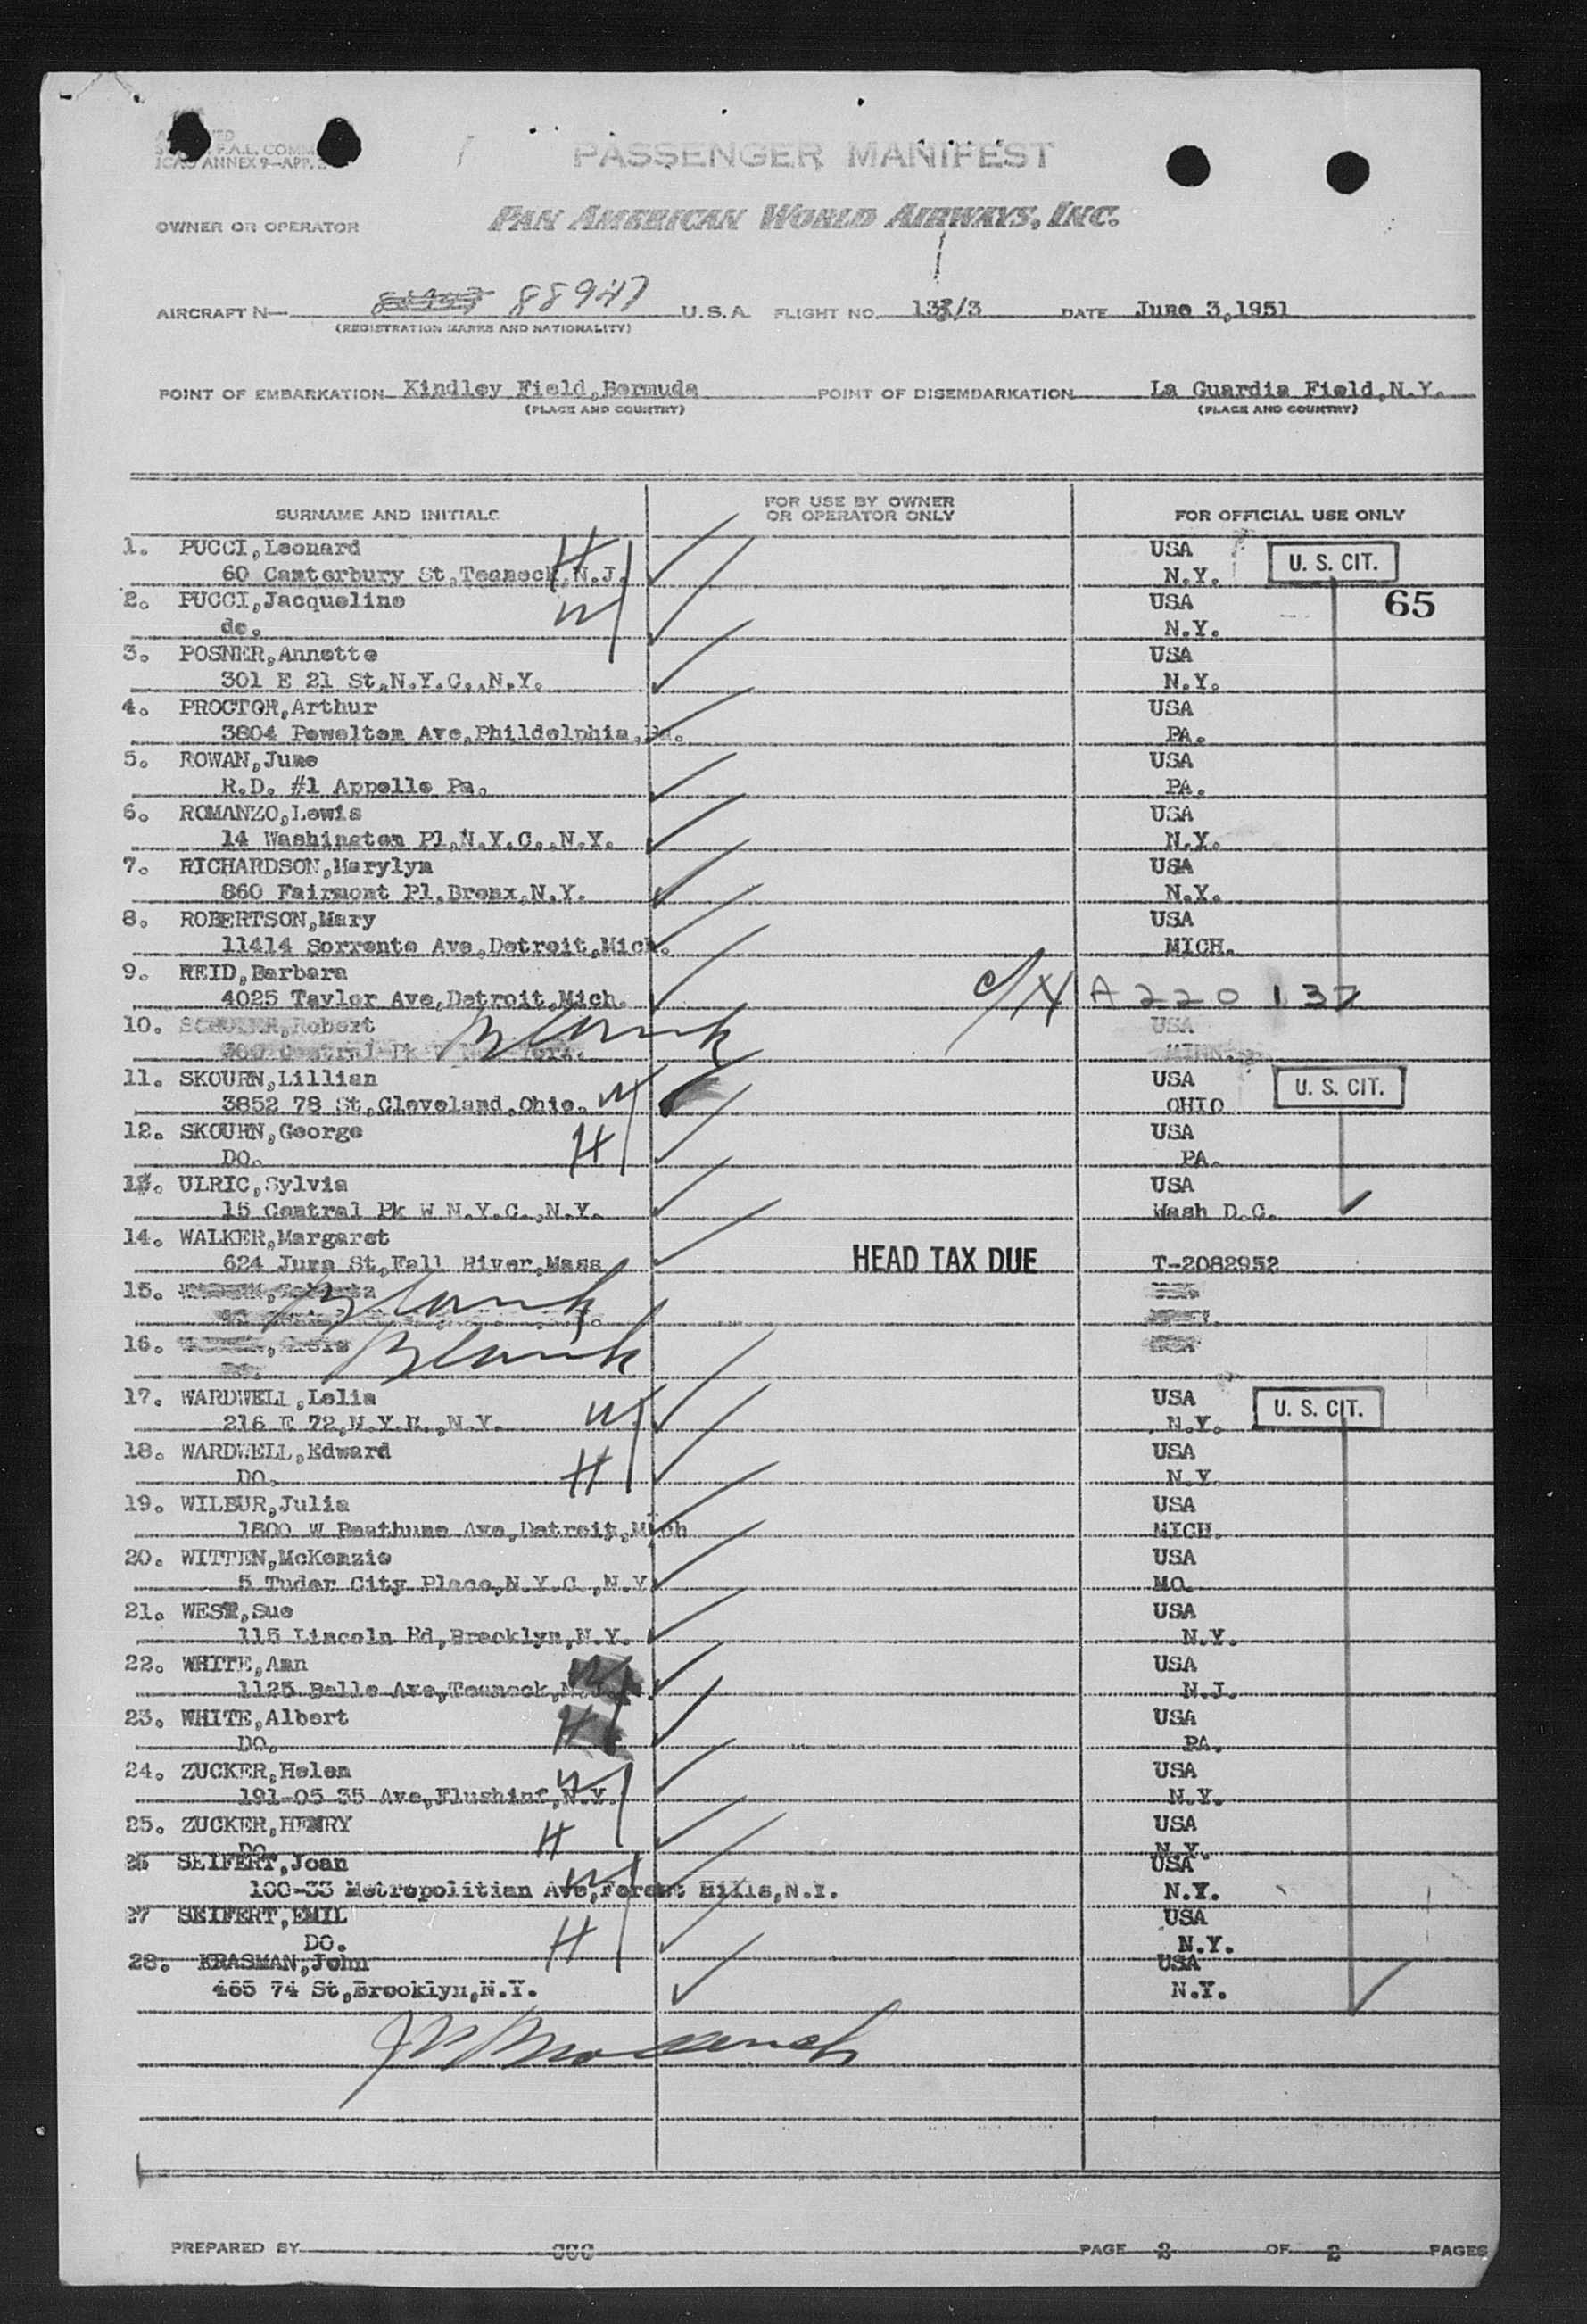 ICAO ANNEX 9—APP.
PASSENGER MANIFEST
OWNER OR OPERATOR PAN AMERICAN WORLD AIRWAYS, INC.
AIRCRAFT N— 88947 U.S.A. FLIGHT NO. 133/3 DATE June 3,1951
(REGISTRATION MARKS AND NATIONALITY)
POINT OF EMBARKATION Kindley Field,Bermuda POINT OF DISEMBARKATION La Guardia Field,N.Y.
(PLACE AND COUNTRY) (PLACE AND COUNTRY)
SURNAME AND INITIALS FOR USE BY OWNER OR OPERATOR ONLY FOR OFFICIAL USE ONLY
1. PUCCI,Leonard H USA U. S. CIT.
60 Canterbury St,Teaneck,N.J. N.Y.
2. PUCCI,Jacqueline W USA 65
do. N.Y.
3. POSNER,Annette USA
301 E 21 St,N.Y.C.,N.Y. N.Y.
4. PROCTOR,Arthur USA
3804 Powelton Ave,Phildelphia,Pa. PA.
5. ROWAN,June USA
R.D. #1 Appollo Pa. PA.
6. ROMANZO,Lewis USA
14 Washington Pl,N.Y.C.,N.Y. N.Y.
7. RICHARDSON,Marylyn USA
860 Fairmont Pl.Bronx,N.Y. N.Y.
8. ROBERTSON,Mary USA
11414 Sorrento Ave,Detroit,Mich. MICH.
9. REID,Barbara
4025 Taylor Ave,Detroit,Mich. A220 137
10. Robert Blank USA
Central Pk MINN.
11. SKOURN,Lillian USA U. S. CIT.
3852 78 St,Cleveland,Ohio. W OHIO
12. SKOURN,George H USA
DO. PA.
13. ULRIC,Sylvia USA
15 Central Pk W N.Y.C.,N.Y. Wash D.C.
14. WALKER,Margaret
624 June St,Fall River,Mass HEAD TAX DUE T-2082952
15. Blank
16. Blank
17. WARDWELL,Lelia USA U. S. CIT.
216 E 72,N.Y.C.,N.Y. W N.Y.
18. WARDWELL,Edward USA
DO. H N.Y.
19. WILBUR,Julia USA
1800 W Beathune Ave,Detroit,Mich MICH.
20. WITTEN,McKenzie USA
5 Tudor City Place,N.Y.C.,N.Y. MO.
21. WEST,Sue USA
115 Lincoln Rd,Brooklyn,N.Y. N.Y.
22. WHITE,Ann W USA
1125 Belle Ave,Teaneck,N.J. N.J.
23. WHITE,Albert H USA
DO. PA.
24. ZUCKER,Helen W USA
191-05 35 Ave,Flushinf,N.Y. N.Y.
25. ZUCKER,HENRY H USA
DO N.Y.
26 SEIFERT,Joan W USA
100-33 Metropolitian Ave,Forest Hills,N.Y. N.Y.
27 SEIFERT,EMIL H USA
DO. N.Y.
28. KRASMAN,John USA
465 74 St,Brooklyn,N.Y. N.Y.
PREPARED BY PAGE 2 OF 2 PAGES